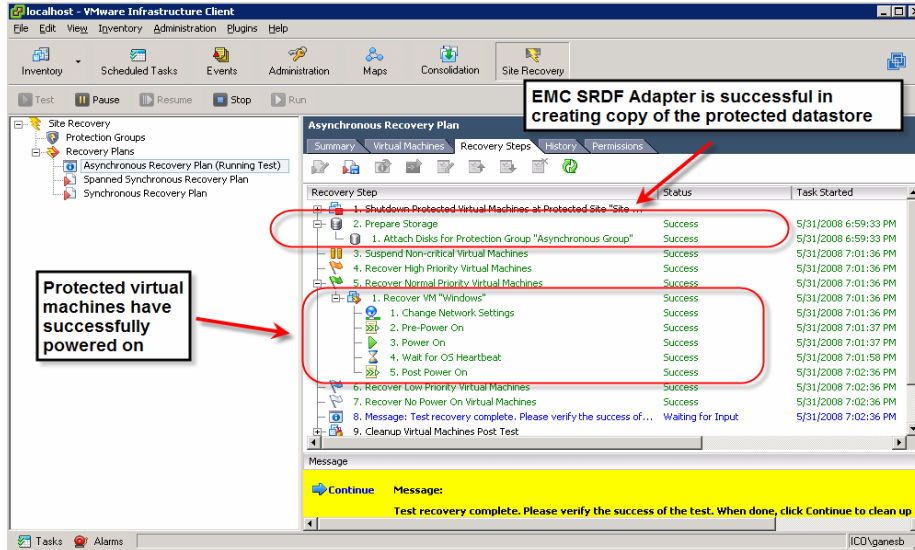 localhost - VMware Infrastructure Client
File Edit View Inventory Administration Plugins Help
Inventory Scheduled Tasks Events Administration Maps Consolidation Site Recovery
Test Pause Resume Stop Run
EMC SRDF Adapter is successful in
creating copy of the protected datastore
Site Recovery
Protection Groups
Recovery Plans
Asynchronous Recovery Plan (Running Test)
Spanned Synchronous Recovery Plan
Synchronous Recovery Plan
Protected virtual
machines have
successfully
powered on
Asynchronous Recovery Plan
Summary Virtual Machines Recovery Steps History Permissions
Recovery Step Status Task Started
1. Shutdown Protected Virtual Machines at Protected Site "Site ...
2. Prepare Storage Success 5/31/2008 6:59:33 PM
1. Attach Disks for Protection Group "Asynchronous Group" Success 5/31/2008 6:59:33 PM
3. Suspend Non-critical Virtual Machines Success 5/31/2008 7:01:36 PM
4. Recover High Priority Virtual Machines Success 5/31/2008 7:01:36 PM
5. Recover Normal Priority Virtual Machines Success 5/31/2008 7:01:36 PM
1. Recover VM "Windows" Success 5/31/2008 7:01:36 PM
1. Change Network Settings Success 5/31/2008 7:01:36 PM
2. Pre-Power On Success 5/31/2008 7:01:37 PM
3. Power On Success 5/31/2008 7:01:37 PM
4. Wait for OS Heartbeat Success 5/31/2008 7:01:58 PM
5. Post Power On Success 5/31/2008 7:02:36 PM
6. Recover Low Priority Virtual Machines Success 5/31/2008 7:02:36 PM
7. Recover No Power On Virtual Machines Success 5/31/2008 7:02:36 PM
8. Message: Test recovery complete. Please verify the success of... Waiting for Input 5/31/2008 7:02:36 PM
9. Cleanup Virtual Machines Post Test
Message
Continue Message:
Test recovery complete. Please verify the success of the test. When done, click Continue to clean up
Tasks Alarms ICO\ganesb